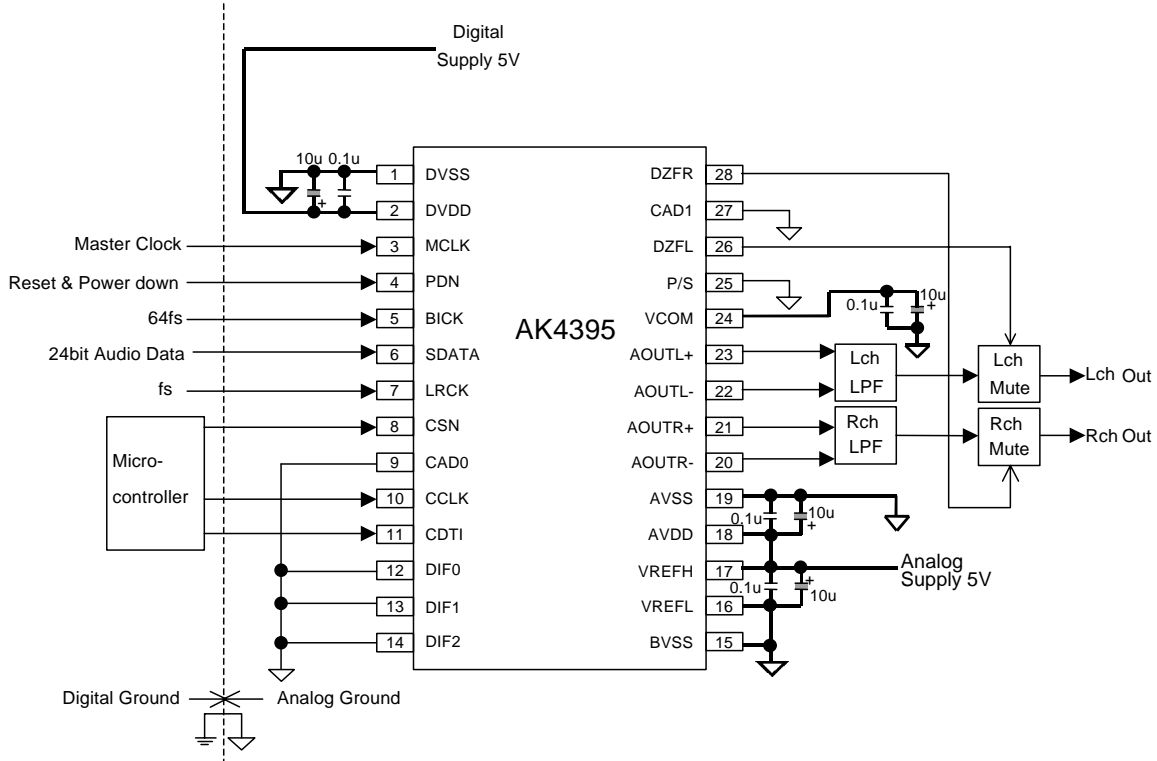 Digital
Supply 5V
10u 0.1u
+
1 DVSS
2 DVDD
Master Clock 3 MCLK
Reset & Power down 4 PDN
64fs 5 BICK
24bit Audio Data 6 SDATA
fs 7 LRCK
8 CSN
9 CAD0
10 CCLK
11 CDTI
12 DIF0
13 DIF1
14 DIF2
Micro-
controller
AK4395
DZFR 28
CAD1 27
DZFL 26
P/S 25
VCOM 24
AOUTL+ 23
AOUTL- 22
AOUTR+ 21
AOUTR- 20
AVSS 19
AVDD 18
VREFH 17
VREFL 16
BVSS 15
0.1u 10u
+
Lch
LPF
Lch
Mute
Lch Out
Rch
LPF
Rch
Mute
Rch Out
0.1u 10u
+
Analog
Supply 5V
0.1u +
10u
Digital Ground Analog Ground